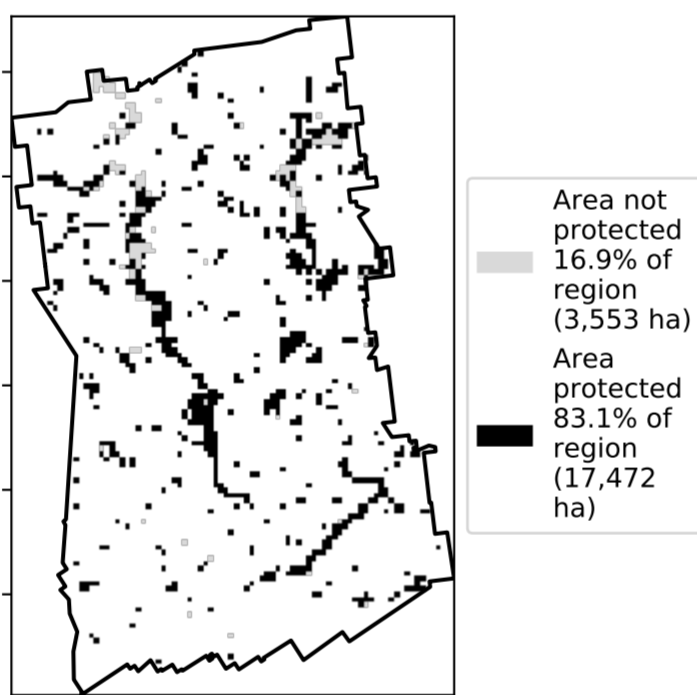 Area not
protected
16.9% of
region
(3,553 ha)
Area
protected
83.1% of
region
(17,472
ha)